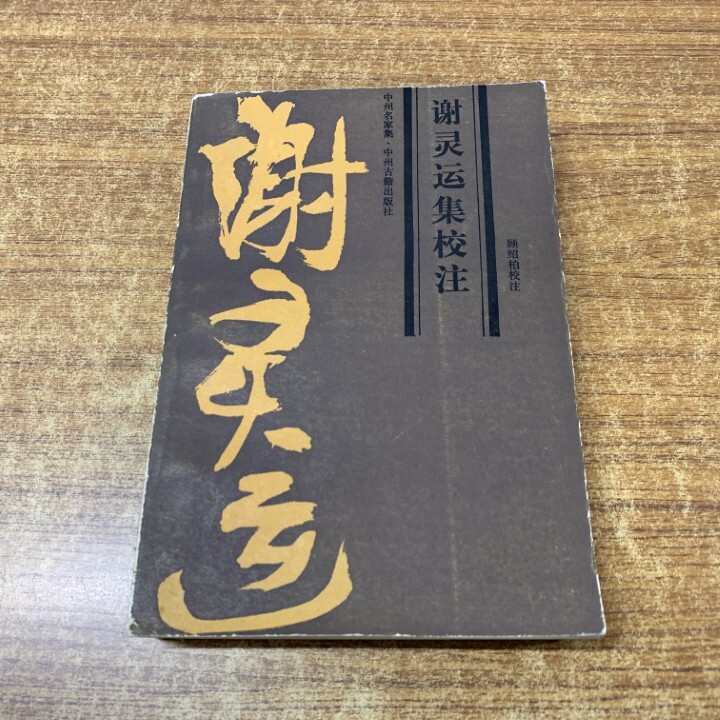 谢灵运集校注
顾绍柏校注
中州名家集·中州古籍出版社
谢灵运